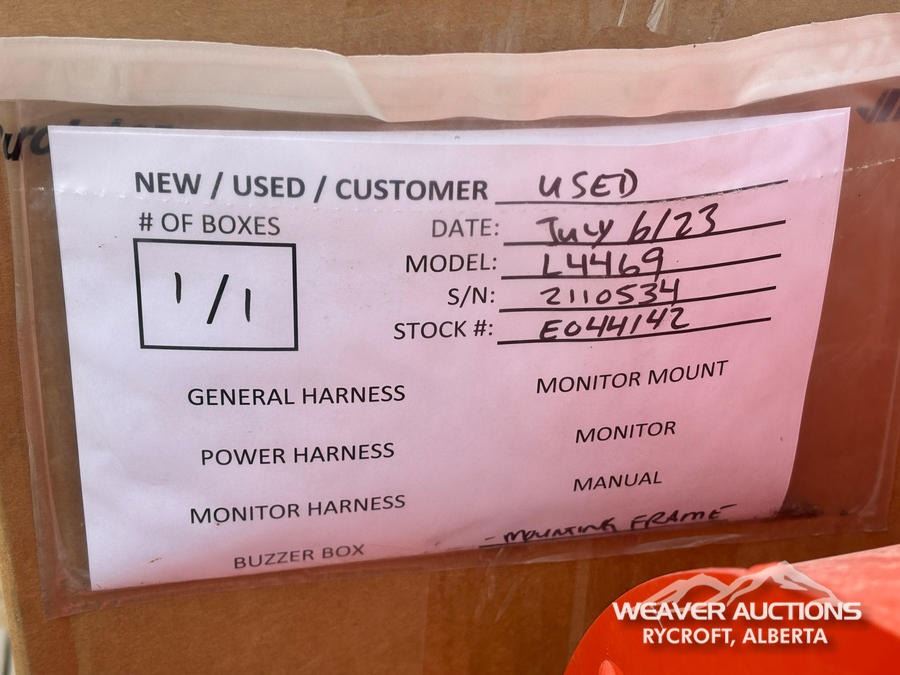 NEW / USED / CUSTOMER USED
# OF BOXES
1/1
DATE: July 6/23
MODEL: L4469
S/N: 2110534
STOCK #: E044142
GENERAL HARNESS
POWER HARNESS
MONITOR HARNESS
BUZZER BOX
MONITOR MOUNT
MONITOR
MANUAL
- MOUNTING FRAME
WEAVER AUCTIONS
RYCROFT, ALBERTA